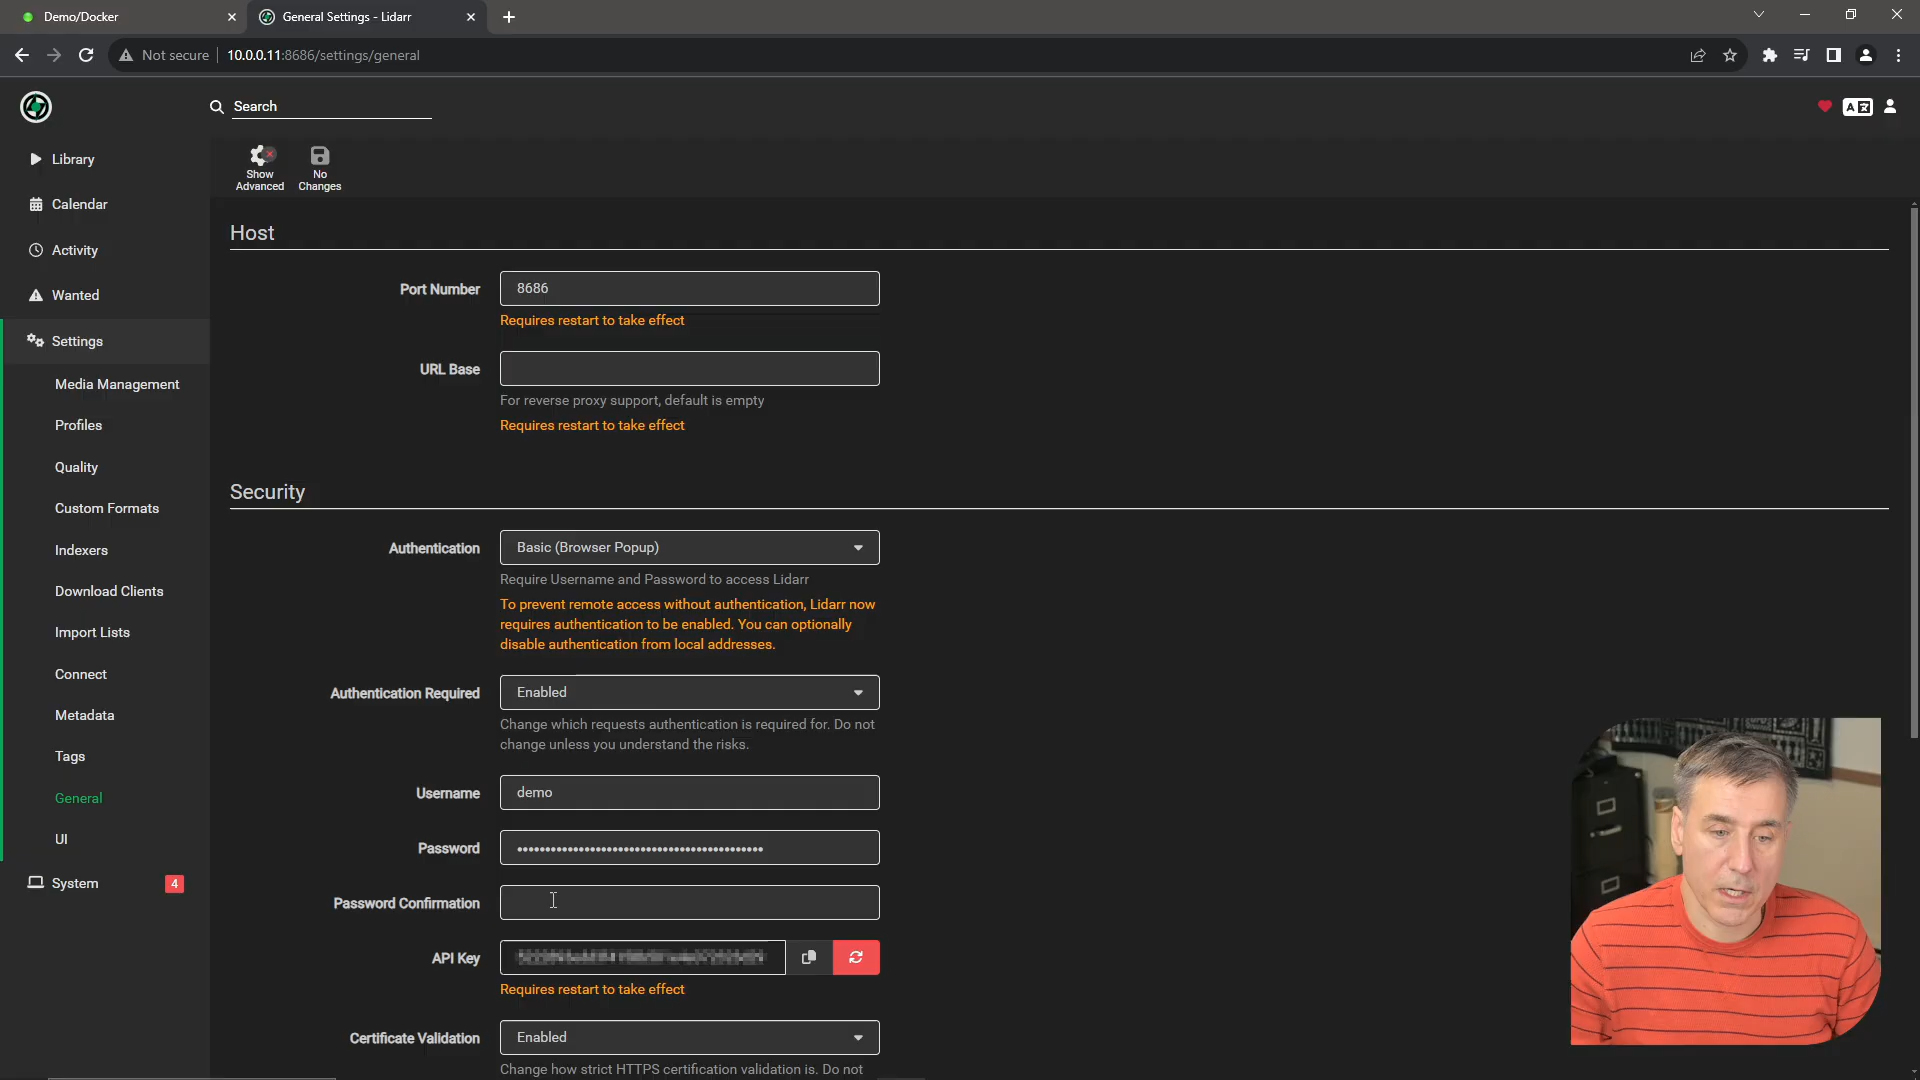 Demo/Docker
General Settings - Lidarr
Not secure
10.0.0.11:8686/settings/general
Search
Library
Calendar
Activity
Wanted
Settings
Media Management
Profiles
Quality
Custom Formats
Indexers
Download Clients
Import Lists
Connect
Metadata
Tags
General
UI
System
4
Show
Advanced
No
Changes
Host
Port Number
8686
Requires restart to take effect
URL Base
For reverse proxy support, default is empty
Requires restart to take effect
Security
Authentication
Basic (Browser Popup)
Require Username and Password to access Lidarr
To prevent remote access without authentication, Lidarr now
requires authentication to be enabled. You can optionally
disable authentication from local addresses.
Authentication Required
Enabled
Change which requests authentication is required for. Do not
change unless you understand the risks.
Username
demo
Password
Password Confirmation
API Key
Requires restart to take effect
Certificate Validation
Enabled
Change how strict HTTPS certification validation is. Do not